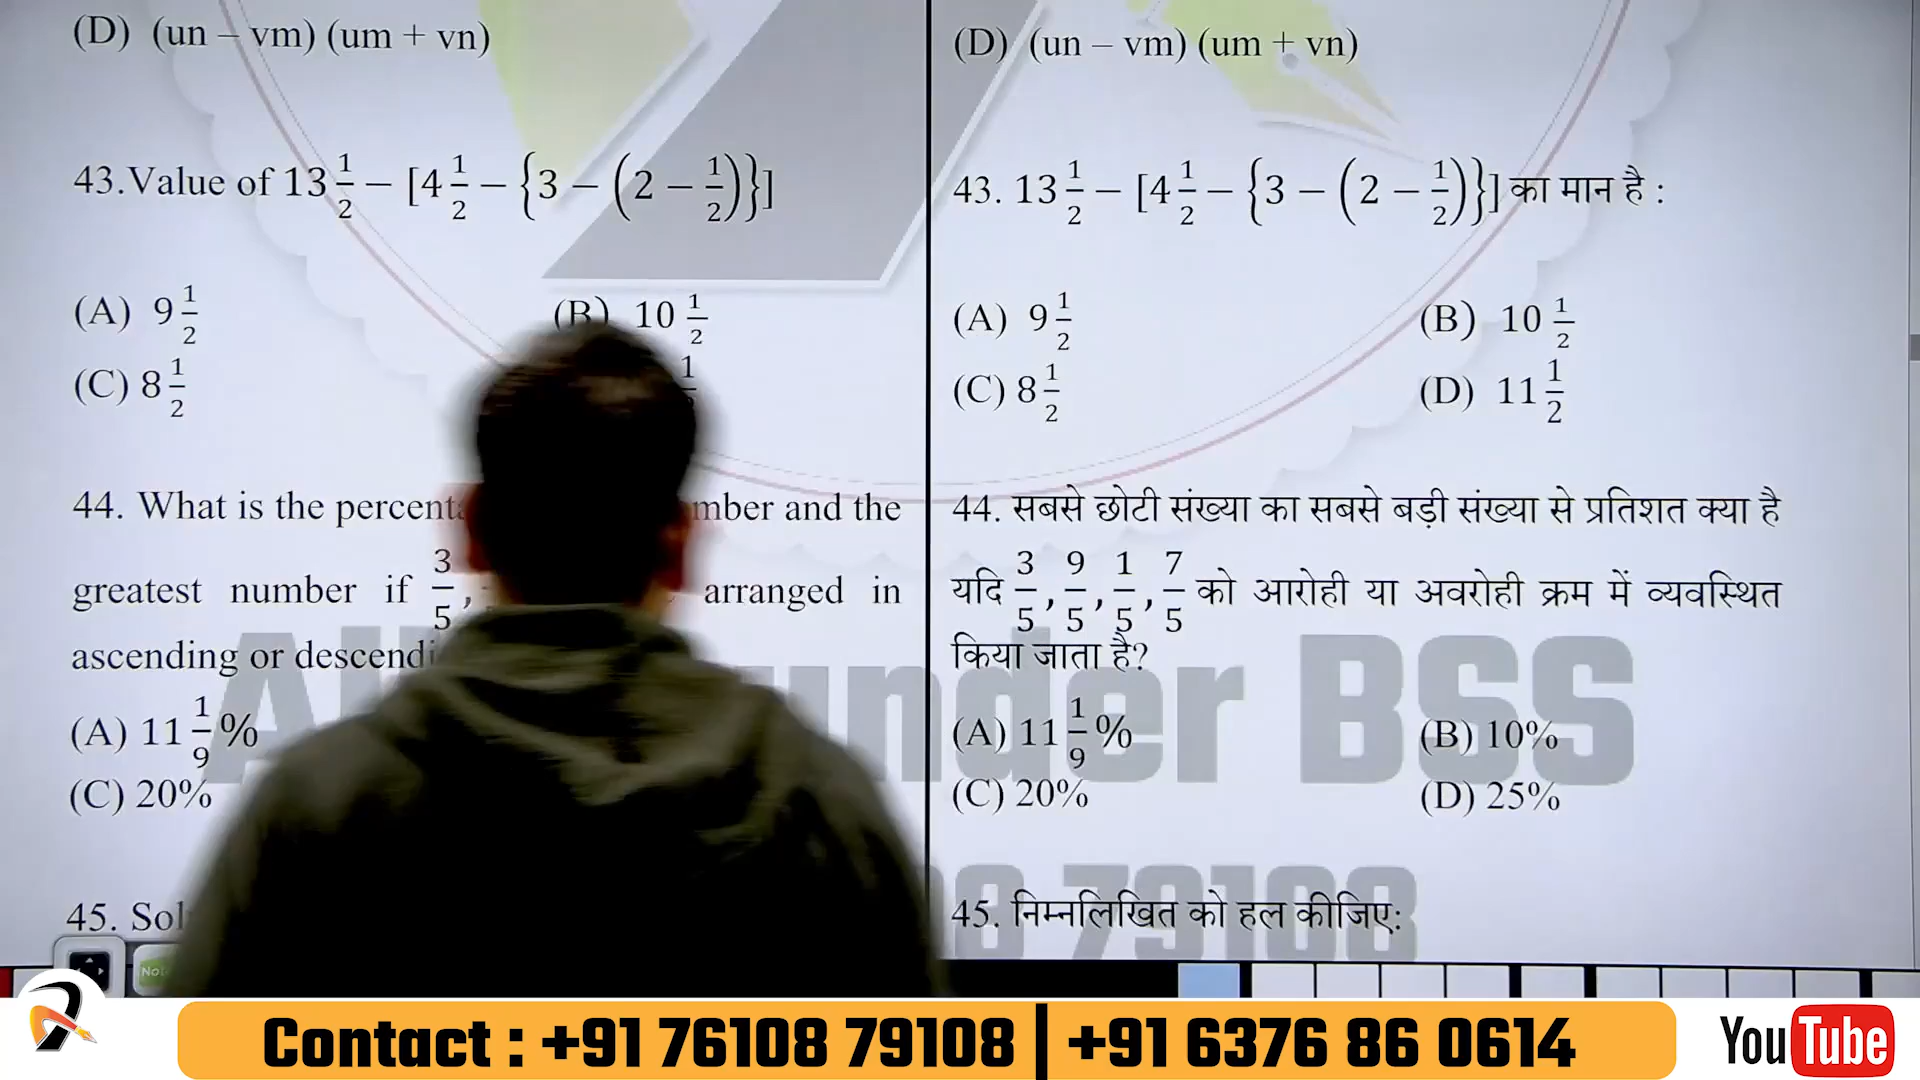 (D) (un – vm) (um + vn)
43.Value of 13 1/2 – [4 1/2 – {3 – (2 – 1/2)}]
(A) 9 1/2 (B) 10 1/2
(C) 8 1/2
44. What is the and the
greatest number if 3/5, arranged in
ascending or
(A) 11 1/9 %
(C) 20%
45.
(D) (un – vm) (um + vn)
43. 13 1/2 – [4 1/2 – {3 – (2 – 1/2)}] का मान है :
(A) 9 1/2 (B) 10 1/2
(C) 8 1/2 (D) 11 1/2
44. सबसे छोटी संख्या का सबसे बड़ी संख्या से प्रतिशत क्या है
यदि 3/5, 9/5, 1/5, 7/5 को आरोही या अवरोही क्रम में व्यवस्थित
किया जाता है?
(A) 11 1/9 % (B) 10%
(C) 20% (D) 25%
45. निम्नलिखित को हल कीजिए:
BSS
79108
Contact : +91 76108 79108 | +91 6376 86 0614
YouTube